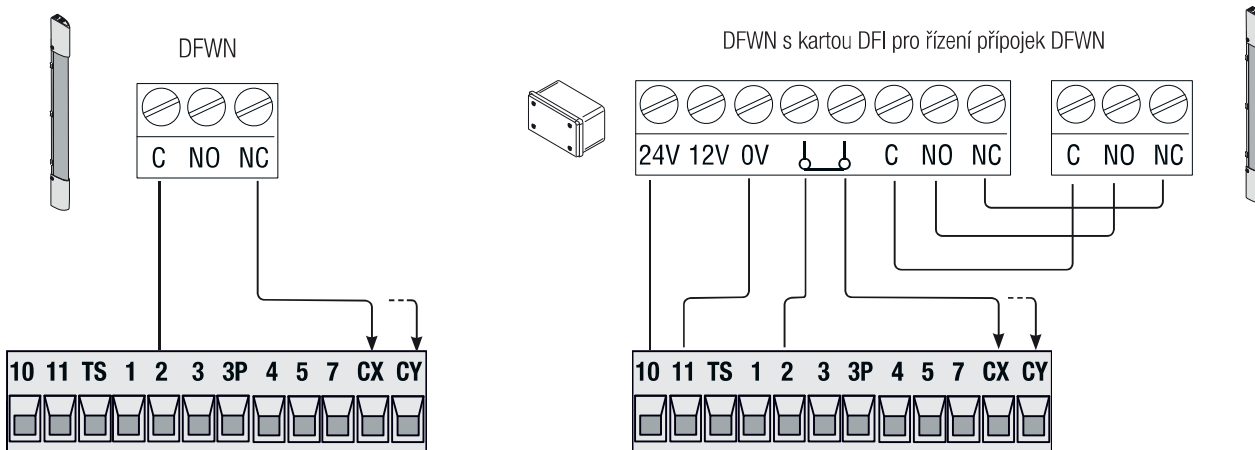 DFWN
C NO NC
10 11 TS 1 2 3 3P 4 5 7 CX CY
DFWN s kartou DFI pro řízení přípojek DFWN
24V 12V 0V C NO NC
C NO NC
10 11 TS 1 2 3 3P 4 5 7 CX CY